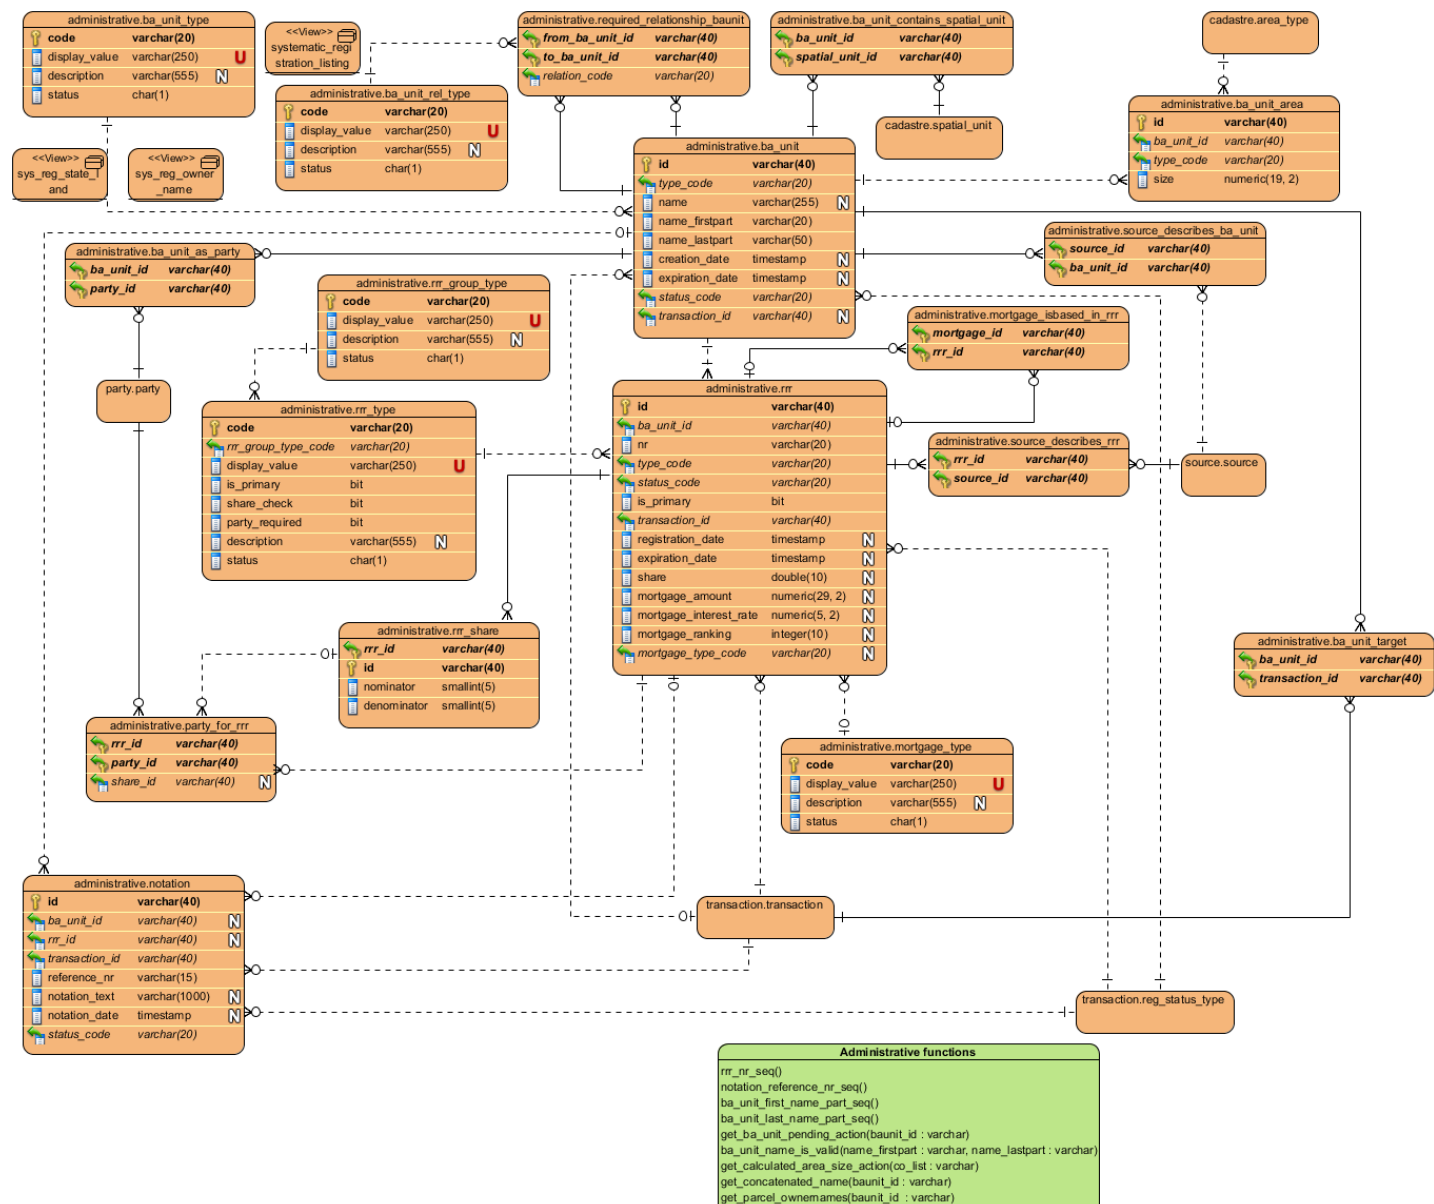 administrative.ba_unit_type
code varchar(20)
display_value varchar(250) U
description varchar(555) N
status char(1)
<<View>>
systematic_regi
stration_listing
administrative.required_relationship_baunit
from_ba_unit_id varchar(40)
to_ba_unit_id varchar(40)
relation_code varchar(20)
administrative.ba_unit_contains_spatial_unit
ba_unit_id varchar(40)
spatial_unit_id varchar(40)
cadastre.area_type
administrative.ba_unit_rel_type
code varchar(20)
display_value varchar(250) U
description varchar(555) N
status char(1)
cadastre.spatial_unit
administrative.ba_unit_area
id varchar(40)
ba_unit_id varchar(40)
type_code varchar(20)
size numeric(19, 2)
<<View>>
sys_reg_state_l
and
<<View>>
sys_reg_owner
_name
administrative.ba_unit
id varchar(40)
type_code varchar(20)
name varchar(255) N
name_firstpart varchar(20)
name_lastpart varchar(50)
creation_date timestamp N
expiration_date timestamp N
status_code varchar(20)
transaction_id varchar(40) N
administrative.source_describes_ba_unit
source_id varchar(40)
ba_unit_id varchar(40)
administrative.ba_unit_as_party
ba_unit_id varchar(40)
party_id varchar(40)
administrative.rrr_group_type
code varchar(20)
display_value varchar(250) U
description varchar(555) N
status char(1)
administrative.mortgage_isbased_in_rrr
mortgage_id varchar(40)
rrr_id varchar(40)
party.party
administrative.rrr_type
code varchar(20)
rrr_group_type_code varchar(20)
display_value varchar(250) U
is_primary bit
share_check bit
party_required bit
description varchar(555) N
status char(1)
administrative.rrr
id varchar(40)
ba_unit_id varchar(40)
nr varchar(20)
type_code varchar(20)
status_code varchar(20)
is_primary bit
transaction_id varchar(40)
registration_date timestamp N
expiration_date timestamp N
share double(10) N
mortgage_amount numeric(29, 2) N
mortgage_interest_rate numeric(5, 2) N
mortgage_ranking integer(10) N
mortgage_type_code varchar(20) N
administrative.source_describes_rrr
rrr_id varchar(40)
source_id varchar(40)
source.source
administrative.rrr_share
rrr_id varchar(40)
id varchar(40)
nominator smallint(5)
denominator smallint(5)
administrative.ba_unit_target
ba_unit_id varchar(40)
transaction_id varchar(40)
administrative.party_for_rrr
rrr_id varchar(40)
party_id varchar(40)
share_id varchar(40) N
administrative.mortgage_type
code varchar(20)
display_value varchar(250) U
description varchar(555) N
status char(1)
administrative.notation
id varchar(40)
ba_unit_id varchar(40) N
rrr_id varchar(40) N
transaction_id varchar(40)
reference_nr varchar(15)
notation_text varchar(1000) N
notation_date timestamp N
status_code varchar(20)
transaction.transaction
transaction.reg_status_type
Administrative functions
rrr_nr_seq()
notation_reference_nr_seq()
ba_unit_first_name_part_seq()
ba_unit_last_name_part_seq()
get_ba_unit_pending_action(baunit_id : varchar)
ba_unit_name_is_valid(name_firstpart : varchar, name_lastpart : varchar)
get_calculated_area_size_action(co_list : varchar)
get_concatenated_name(baunit_id : varchar)
get_parcel_ownernames(baunit_id : varchar)